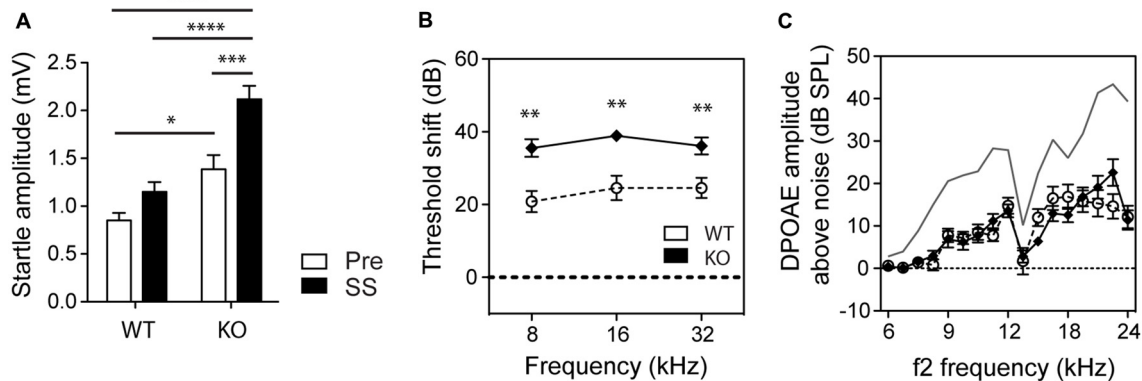 A
****
***
*
Startle amplitude (mV)
2.5
2.0
1.5
1.0
0.5
0.0
WT KO
Pre
SS
B
Threshold shift (dB)
60
40
20
0
** ** **
WT
KO
8 16 32
Frequency (kHz)
C
DPOAE amplitude
above noise (dB SPL)
50
40
30
20
10
0
-10
6 9 12 18 24
f2 frequency (kHz)